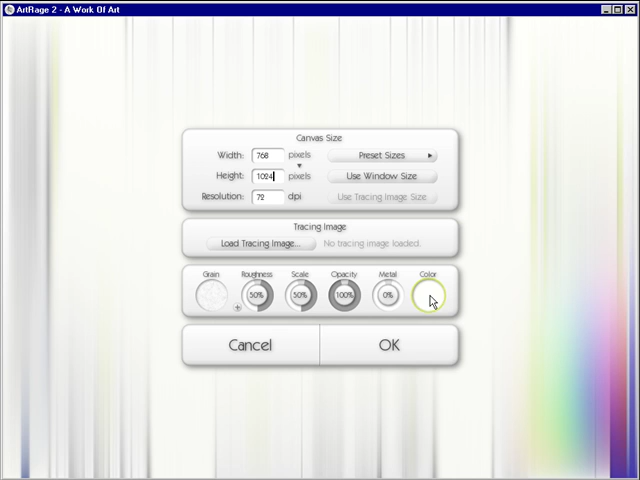 ArtRage 2 - A Work Of Art
Canvas Size
Width: 768 pixels Preset Sizes
Height: 1024 pixels Use Window Size
Resolution: 72 dpi Use Tracing Image Size
Tracing Image
Load Tracing Image... No tracing image loaded.
Grain Roughness Scale Opacity Metal Color
50% 50% 100% 0%
Cancel OK